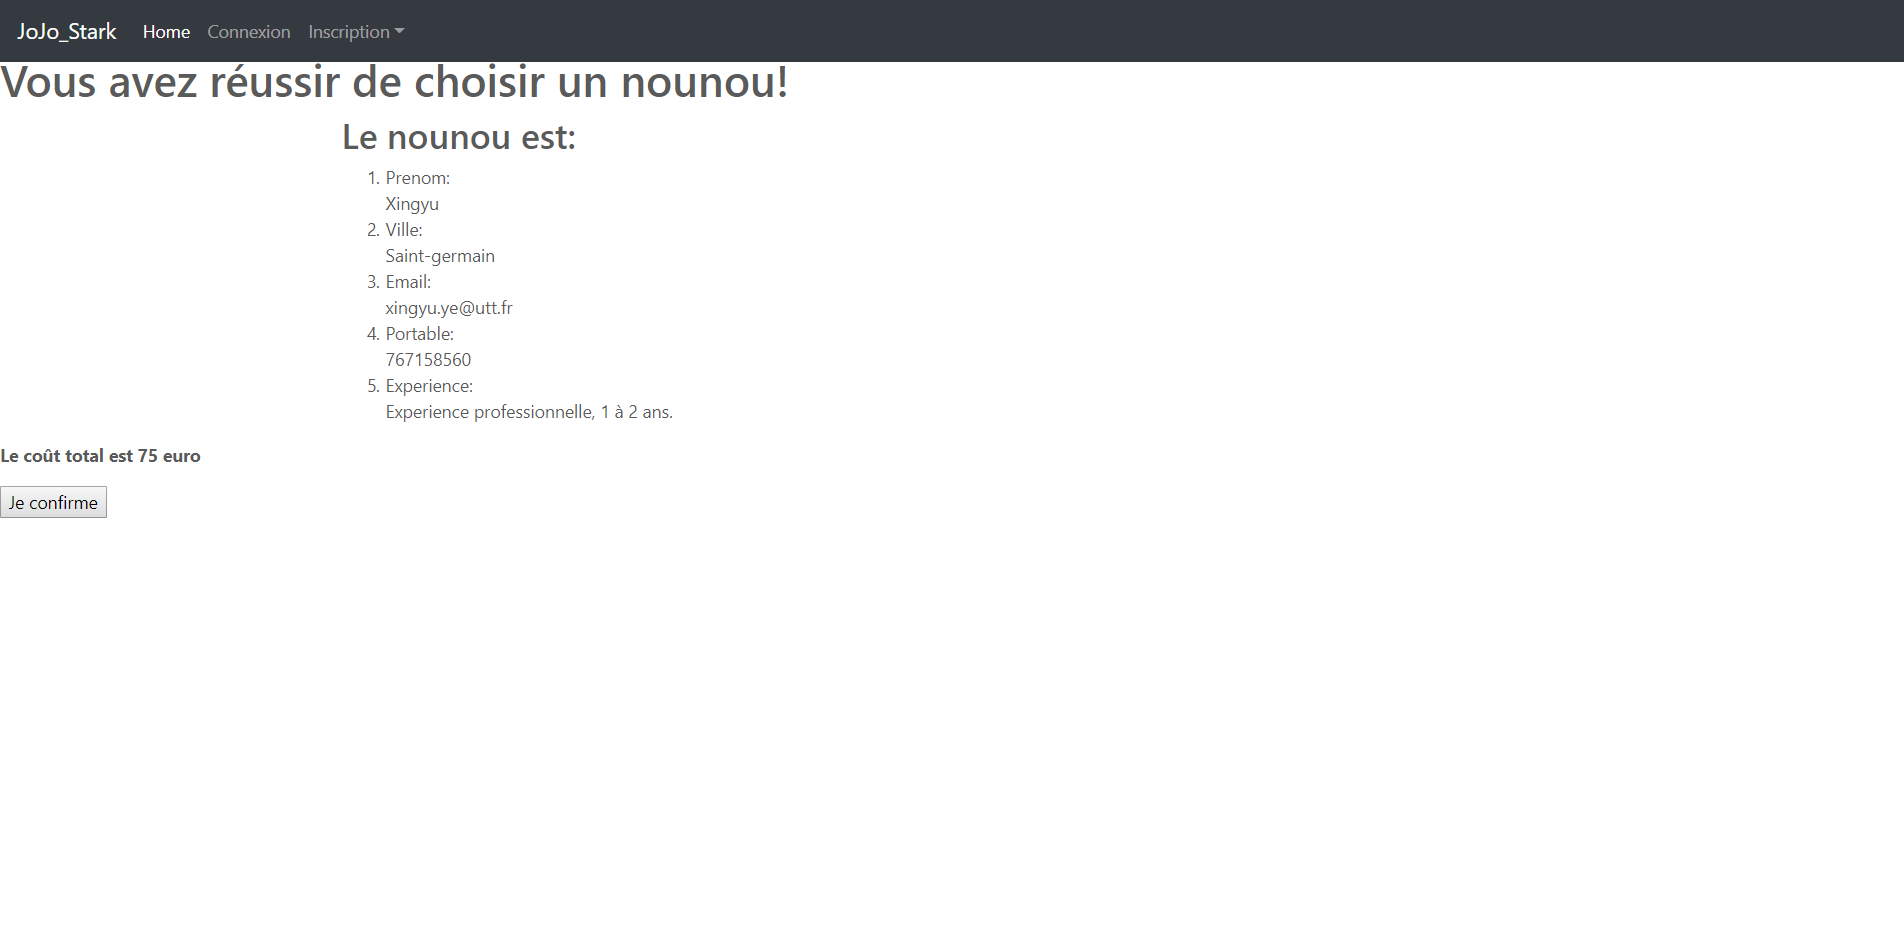 JoJo_Stark Home Connexion Inscription
Vous avez réussir de choisir un nounou!
Le nounou est:
1. Prenom:
Xingyu
2. Ville:
Saint-germain
3. Email:
xingyu.ye@utt.fr
4. Portable:
767158560
5. Experience:
Experience professionnelle, 1 à 2 ans.
Le coût total est 75 euro
Je confirme